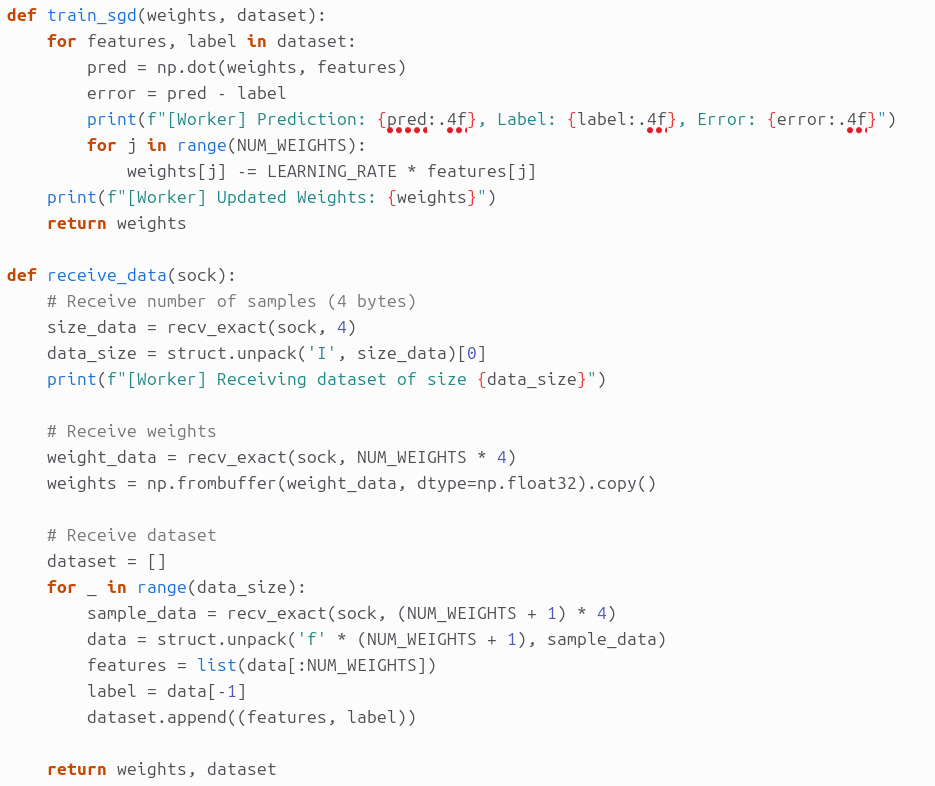 def train_sgd(weights, dataset):
    for features, label in dataset:
        pred = np.dot(weights, features)
        error = pred - label
        print(f"[Worker] Prediction: {pred:.4f}, Label: {label:.4f}, Error: {error:.4f}")
        for j in range(NUM_WEIGHTS):
            weights[j] -= LEARNING_RATE * features[j]
    print(f"[Worker] Updated Weights: {weights}")
    return weights

def receive_data(sock):
    # Receive number of samples (4 bytes)
    size_data = recv_exact(sock, 4)
    data_size = struct.unpack('I', size_data)[0]
    print(f"[Worker] Receiving dataset of size {data_size}")

    # Receive weights
    weight_data = recv_exact(sock, NUM_WEIGHTS * 4)
    weights = np.frombuffer(weight_data, dtype=np.float32).copy()

    # Receive dataset
    dataset = []
    for _ in range(data_size):
        sample_data = recv_exact(sock, (NUM_WEIGHTS + 1) * 4)
        data = struct.unpack('f' * (NUM_WEIGHTS + 1), sample_data)
        features = list(data[:NUM_WEIGHTS])
        label = data[-1]
        dataset.append((features, label))

    return weights, dataset